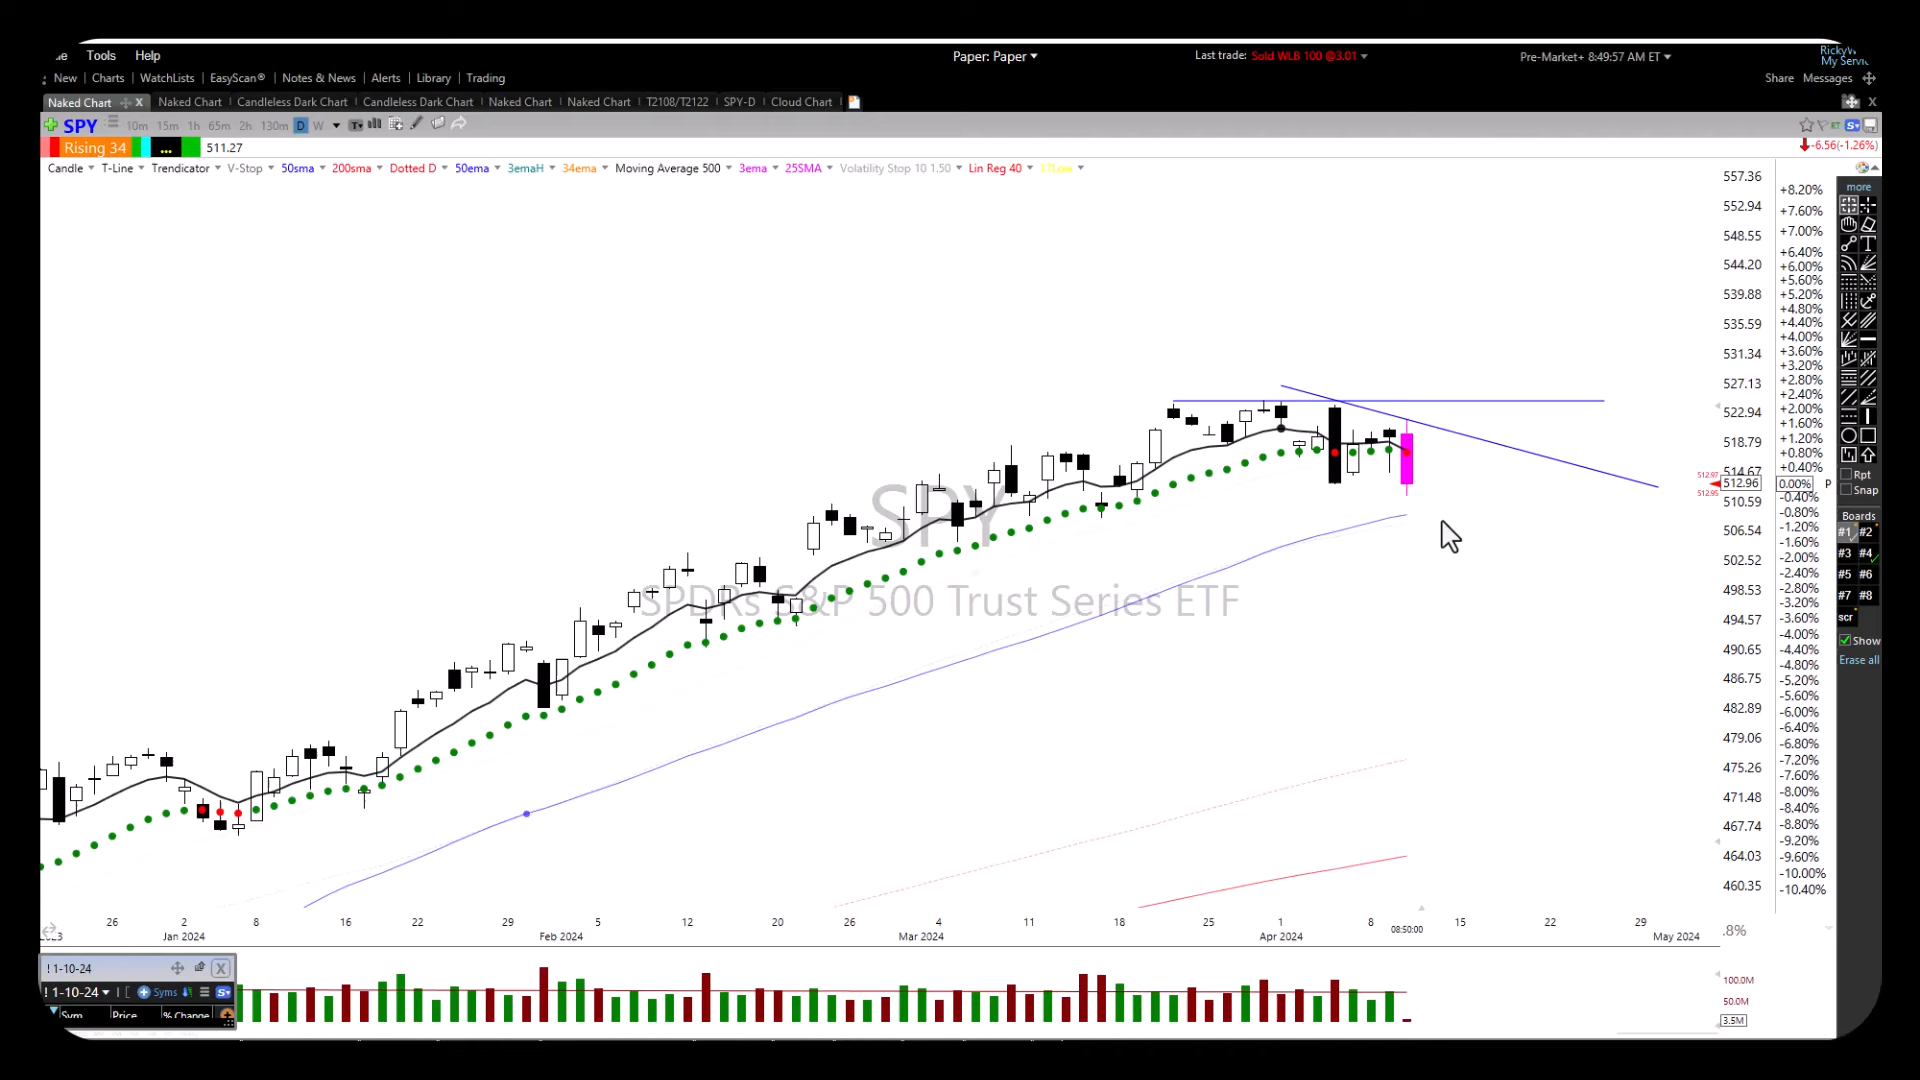 Tools Help
Paper: Paper
Last trade: Sold WLB 100 @3.01
Pre-Market+ 8:49:57 AM ET
My Servic
New | Charts | WatchLists | EasyScan® | Notes & News | Alerts | Library | Trading
Share Messages
Naked Chart X Naked Chart | Candleless Dark Chart | Candleless Dark Chart | Naked Chart | Naked Chart | T2108/T2122 | SPY-D | Cloud Chart
SPY 10m 15m 1h 65m 2h 130m D W
Rising 34 ... 511.27
-6.56(-1.26%)
Candle T-Line Trendicator V-Stop 50sma 200sma Dotted D 50ema 3emaH 34ema Moving Average 500 3ema 25SMA Volatility Stop 10 1.50 Lin Reg 40 17Low
557.36
552.94
548.55
544.20
539.88
535.59
531.34
527.13
522.94
518.79
514.67
512.97
512.96
512.95
510.59
506.54
502.52
498.53
494.57
490.65
486.75
482.89
479.06
475.26
471.48
467.74
464.03
460.35
+8.20%
+7.60%
+7.00%
+6.40%
+6.00%
+5.60%
+5.20%
+4.80%
+4.40%
+4.00%
+3.60%
+3.20%
+2.80%
+2.40%
+2.00%
+1.60%
+1.20%
+0.80%
+0.40%
0.00% P
-0.40%
-0.80%
-1.20%
-1.60%
-2.00%
-2.40%
-2.80%
-3.20%
-3.60%
-4.00%
-4.40%
-4.80%
-5.20%
-5.60%
-6.00%
-6.40%
-6.80%
-7.20%
-7.60%
-8.00%
-8.40%
-8.80%
-9.20%
-9.60%
-10.00%
-10.40%
more
Rpt
Snap
Boards
#1 #2
#3 #4
#5 #6
#7 #8
scr
Show
Erase all
SPY
SPDRs S&P 500 Trust Series ETF
26 2 8 16 22 29 5 12 20 26 4 11 18 25 1 8 15 22 29
Jan 2024 Feb 2024 Mar 2024 Apr 2024 08:50:00 May 2024
.8%
! 1-10-24 X
! 1-10-24 Syms
Sym Price % Change
100.0M
50.0M
3.5M